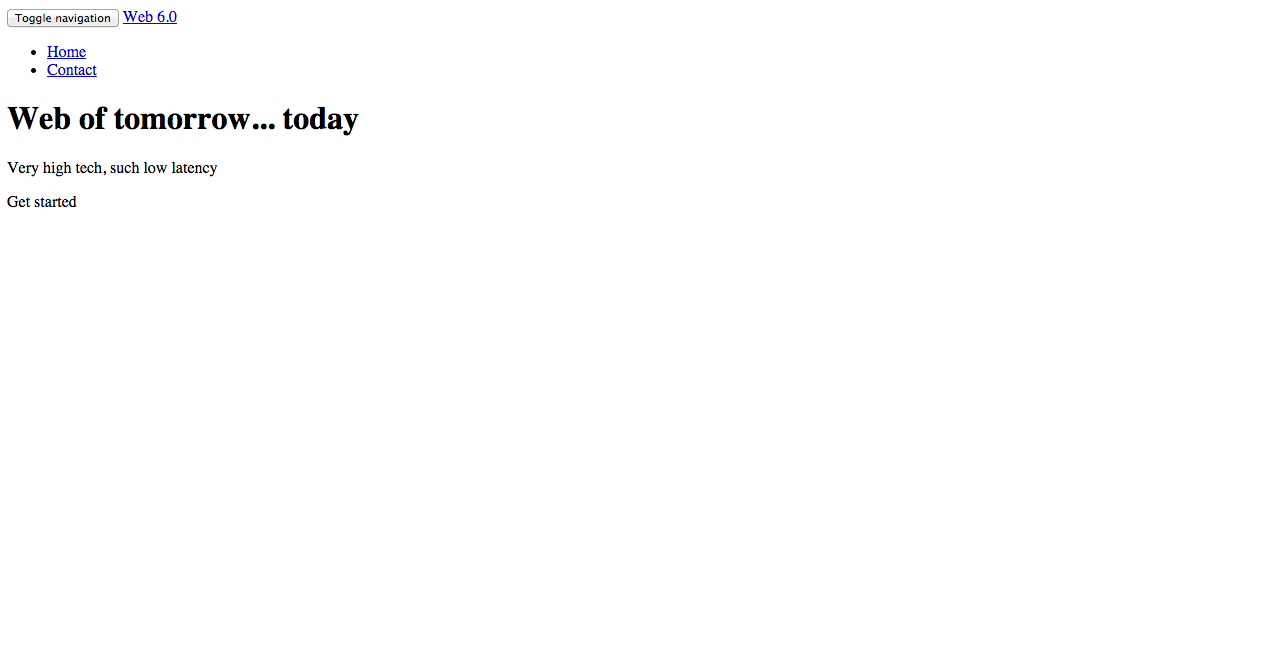 Toggle navigation Web 6.0
Home
Contact
Web of tomorrow... today
Very high tech, such low latency
Get started